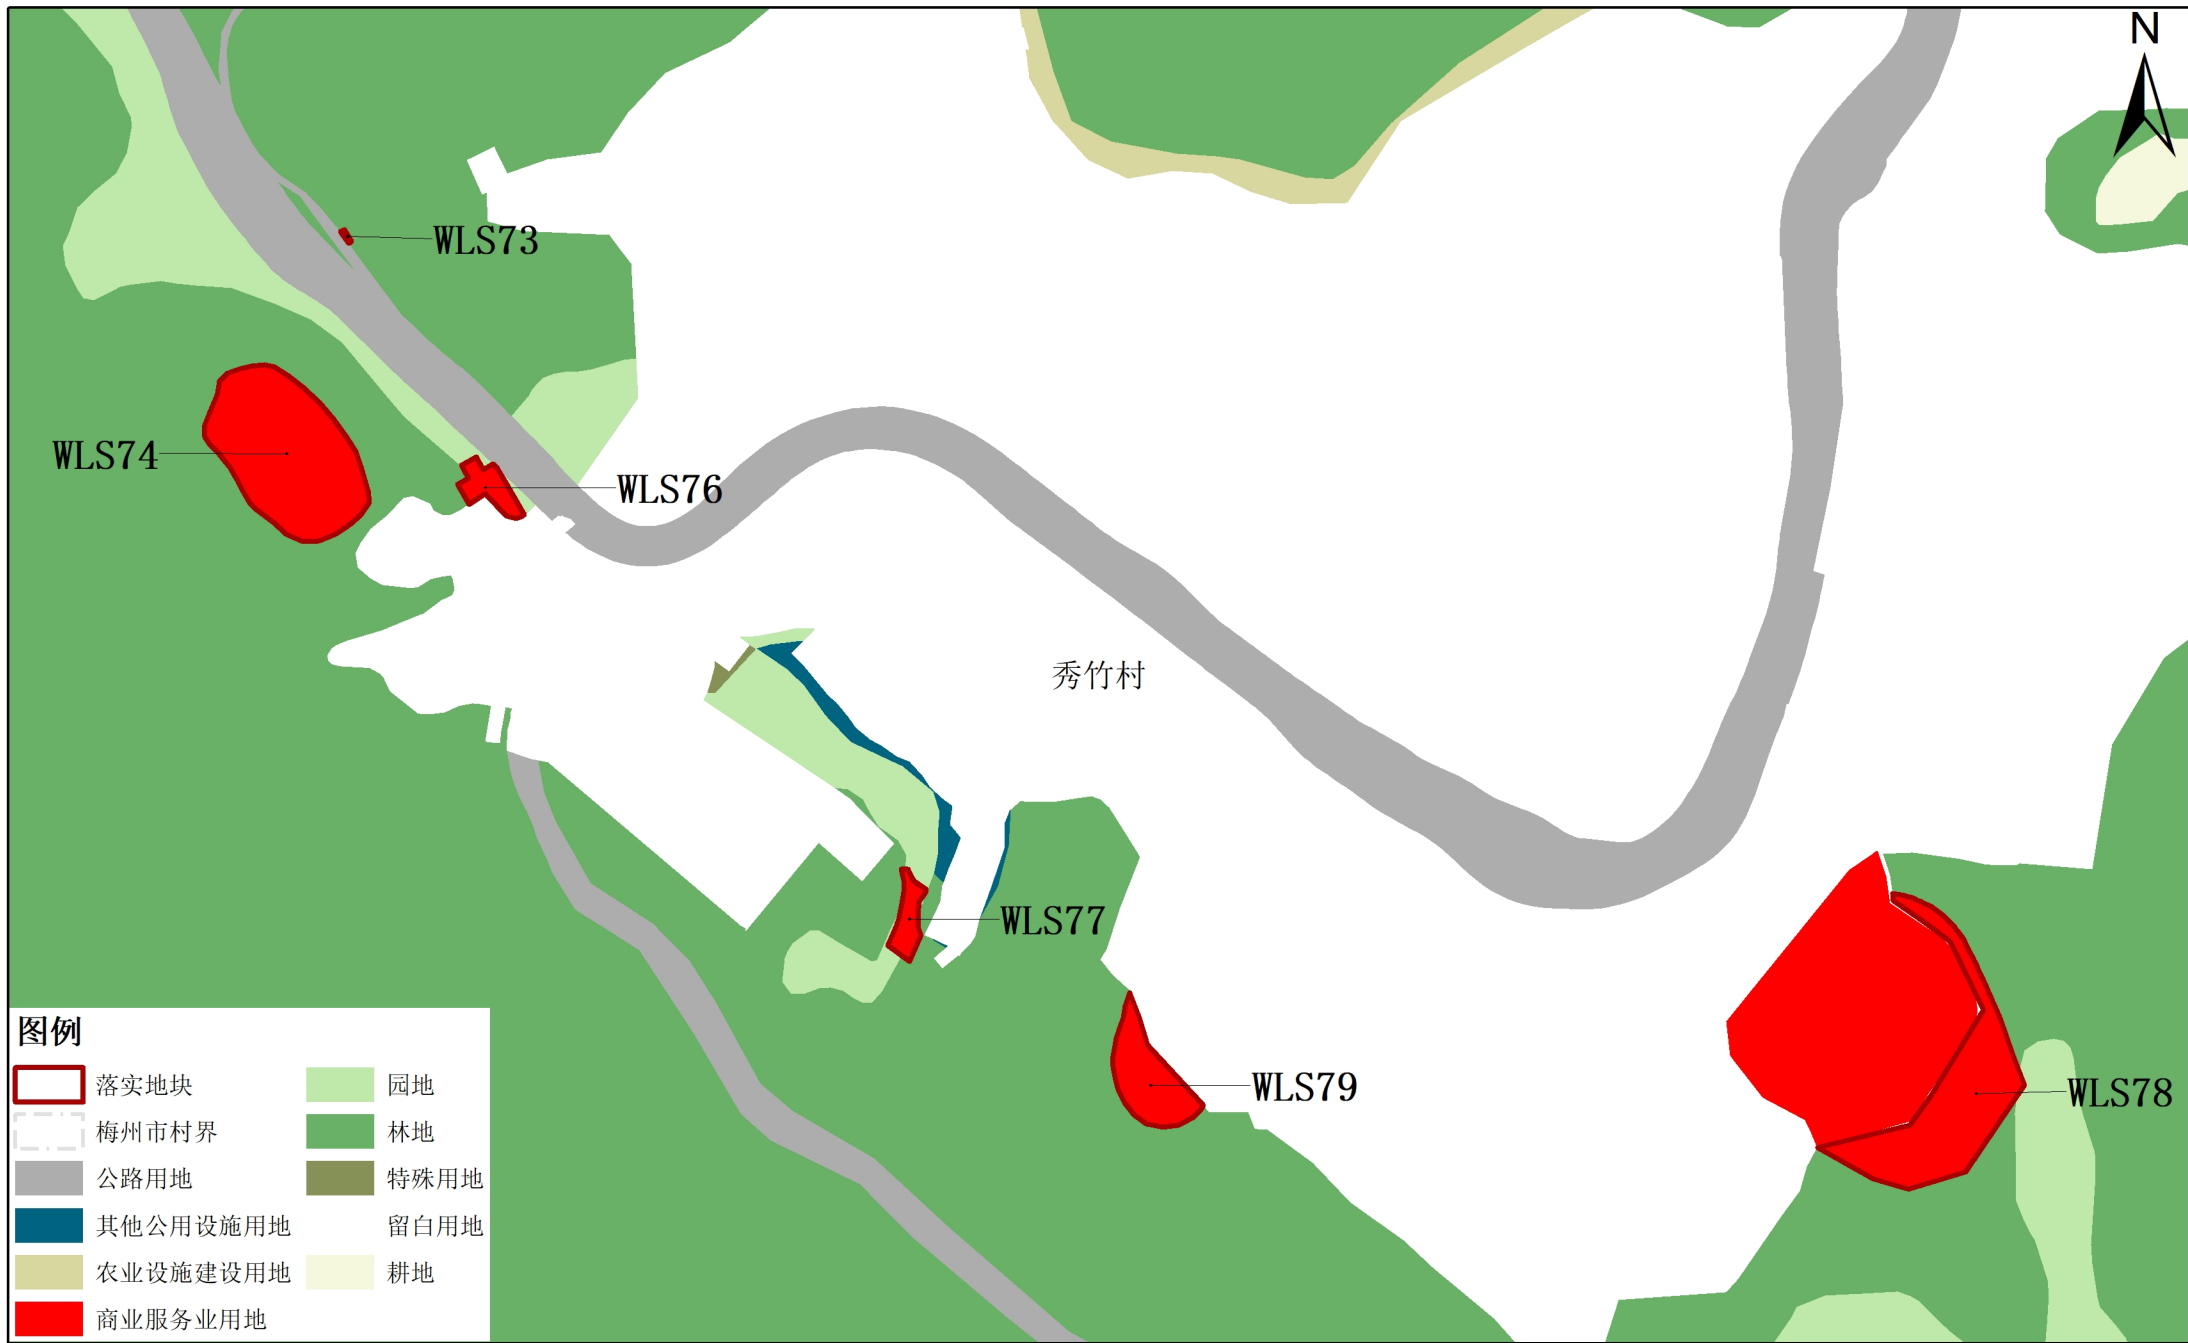 N
WLS73
WLS74
WLS76
秀竹村
WLS77
WLS79
WLS78
图例
落实地块
园地
梅州市村界
林地
公路用地
特殊用地
其他公用设施用地
留白用地
农业设施建设用地
耕地
商业服务业用地